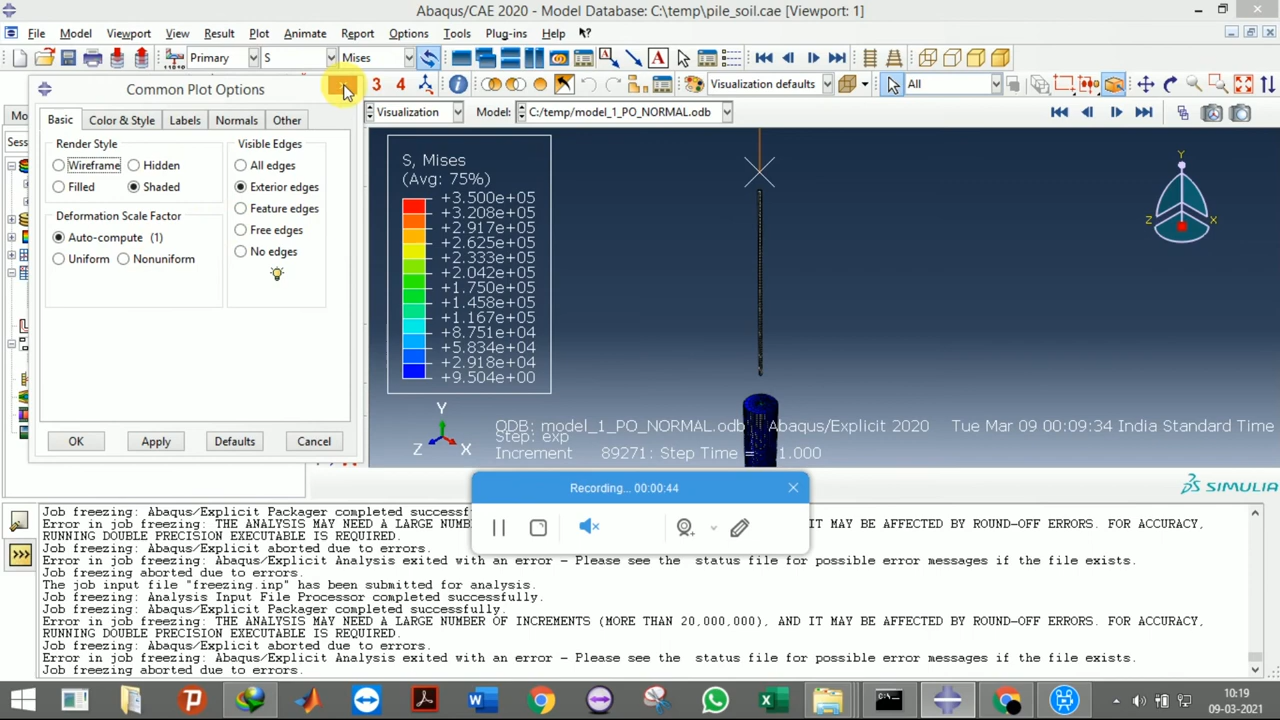 Abaqus/CAE 2020 - Model Database: C:\temp\pile_soil.cae [Viewport: 1]
File Model Viewport View Result Plot Animate Report Options Tools Plug-ins Help
Primary S Mises
Common Plot Options
3 4
Visualization defaults
All
Mo
Visualization Model: C:/temp/model_1_PO_NORMAL.odb
Basic Color & Style Labels Normals Other
Sess
Render Style
Wireframe Hidden
Filled Shaded
Visible Edges
All edges
Exterior edges
Feature edges
Free edges
No edges
Deformation Scale Factor
Auto-compute (1)
Uniform Nonuniform
OK Apply Defaults Cancel
S, Mises
(Avg: 75%)
+3.500e+05
+3.208e+05
+2.917e+05
+2.625e+05
+2.333e+05
+2.042e+05
+1.750e+05
+1.458e+05
+1.167e+05
+8.751e+04
+5.834e+04
+2.918e+04
+9.504e+00
Y
Z X
Y
Z X
ODB: model_1_PO_NORMAL.odb Abaqus/Explicit 2020 Tue Mar 09 00:09:34 India Standard Time
Step: exp
Increment 89271: Step Time = 1.000
SIMULIA
Recording... 00:00:44
Job freezing: Abaqus/Explicit Packager completed successf
Error in job freezing: THE ANALYSIS MAY NEED A LARGE NUMB IT MAY BE AFFECTED BY ROUND-OFF ERRORS. FOR ACCURACY,
RUNNING DOUBLE PRECISION EXECUTABLE IS REQUIRED.
Job freezing: Abaqus/Explicit aborted due to errors.
Error in job freezing: Abaqus/Explicit Analysis exited with an error - Please see the status file for possible error messages if the file exists.
Job freezing aborted due to errors.
The job input file "freezing.inp" has been submitted for analysis.
Job freezing: Analysis Input File Processor completed successfully.
Job freezing: Abaqus/Explicit Packager completed successfully.
Error in job freezing: THE ANALYSIS MAY NEED A LARGE NUMBER OF INCREMENTS (MORE THAN 20,000,000), AND IT MAY BE AFFECTED BY ROUND-OFF ERRORS. FOR ACCURACY,
RUNNING DOUBLE PRECISION EXECUTABLE IS REQUIRED.
Job freezing: Abaqus/Explicit aborted due to errors.
Error in job freezing: Abaqus/Explicit Analysis exited with an error - Please see the status file for possible error messages if the file exists.
Job freezing aborted due to errors.
10:19
09-03-2021